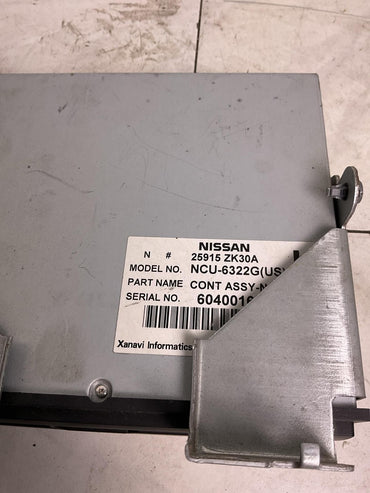 NISSAN
N # 25915 ZK30A
MODEL NO. NCU-6322G(US)
PART NAME CONT ASSY-
SERIAL NO. 604001
Xanavi Informatics